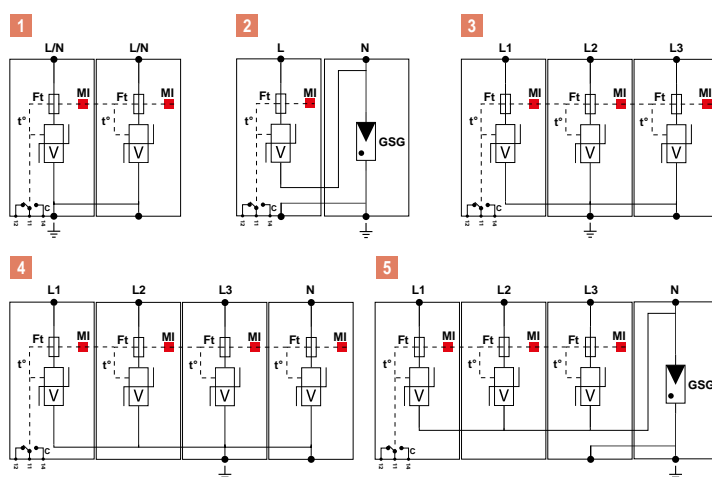 1
L/N L/N
Ft MI Ft MI
t° t°
V V
C
12 11 14
2
L N
Ft MI
t°
V GSG
C
12 11 14
3
L1 L2 L3
Ft MI Ft MI Ft MI
t° t° t°
V V V
C
12 11 14
4
L1 L2 L3 N
Ft MI Ft MI Ft MI Ft MI
t° t° t° t°
V V V V
C
12 11 14
5
L1 L2 L3 N
Ft MI Ft MI Ft MI
t° t° t°
V V V GSG
C
12 11 14